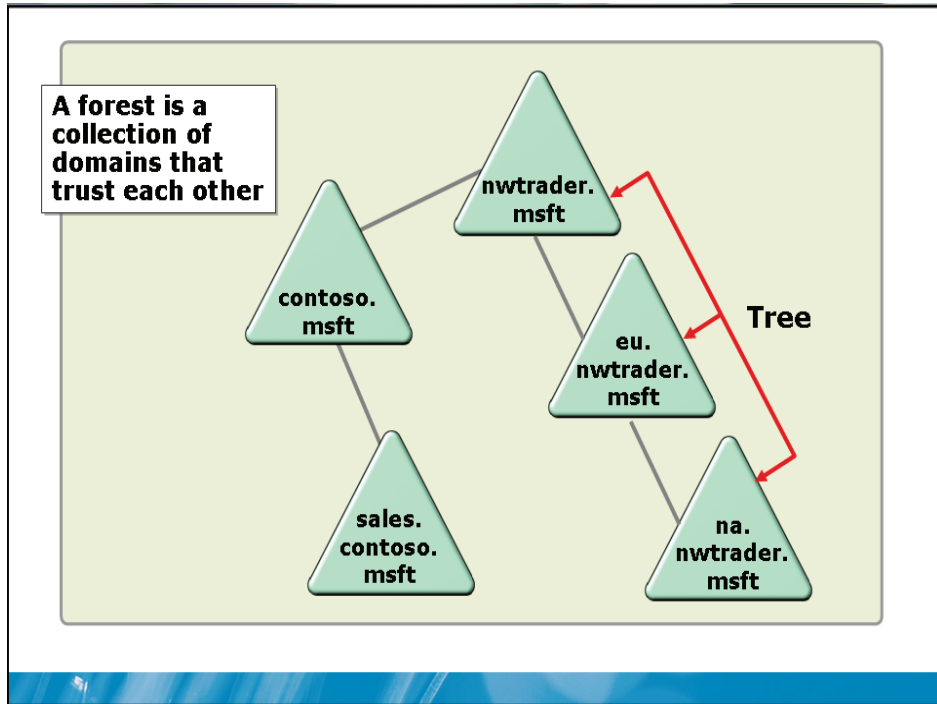 A forest is a
collection of
domains that
trust each other
nwtrader.
msft
contoso.
msft
Tree
eu.
nwtrader.
msft
sales.
contoso.
msft
na.
nwtrader.
msft